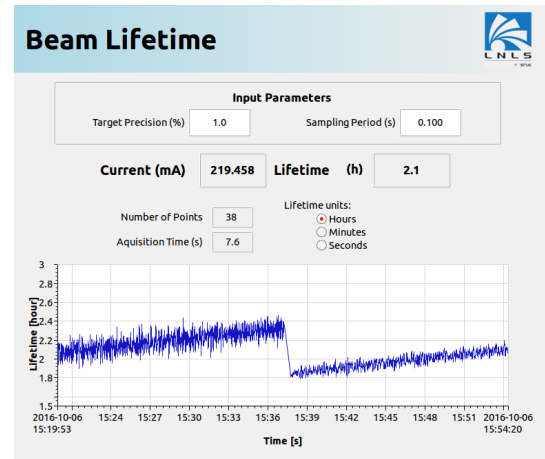 Beam Lifetime
LNLS
Input Parameters
Target Precision (%) 1.0 Sampling Period (s) 0.100
Current (mA) 219.458 Lifetime (h) 2.1
Lifetime units:
Number of Points 38
Hours
Minutes
Aquisition Time (s) 7.6
Seconds
Lifetime [hour]
3
2.8
2.6
2.4
2.2
2
1.8
1.5
2016-10-06 15:24 15:27 15:30 15:33 15:36 15:39 15:42 15:45 15:48 15:51 2016-10-06
15:19:53 15:54:20
Time [s]